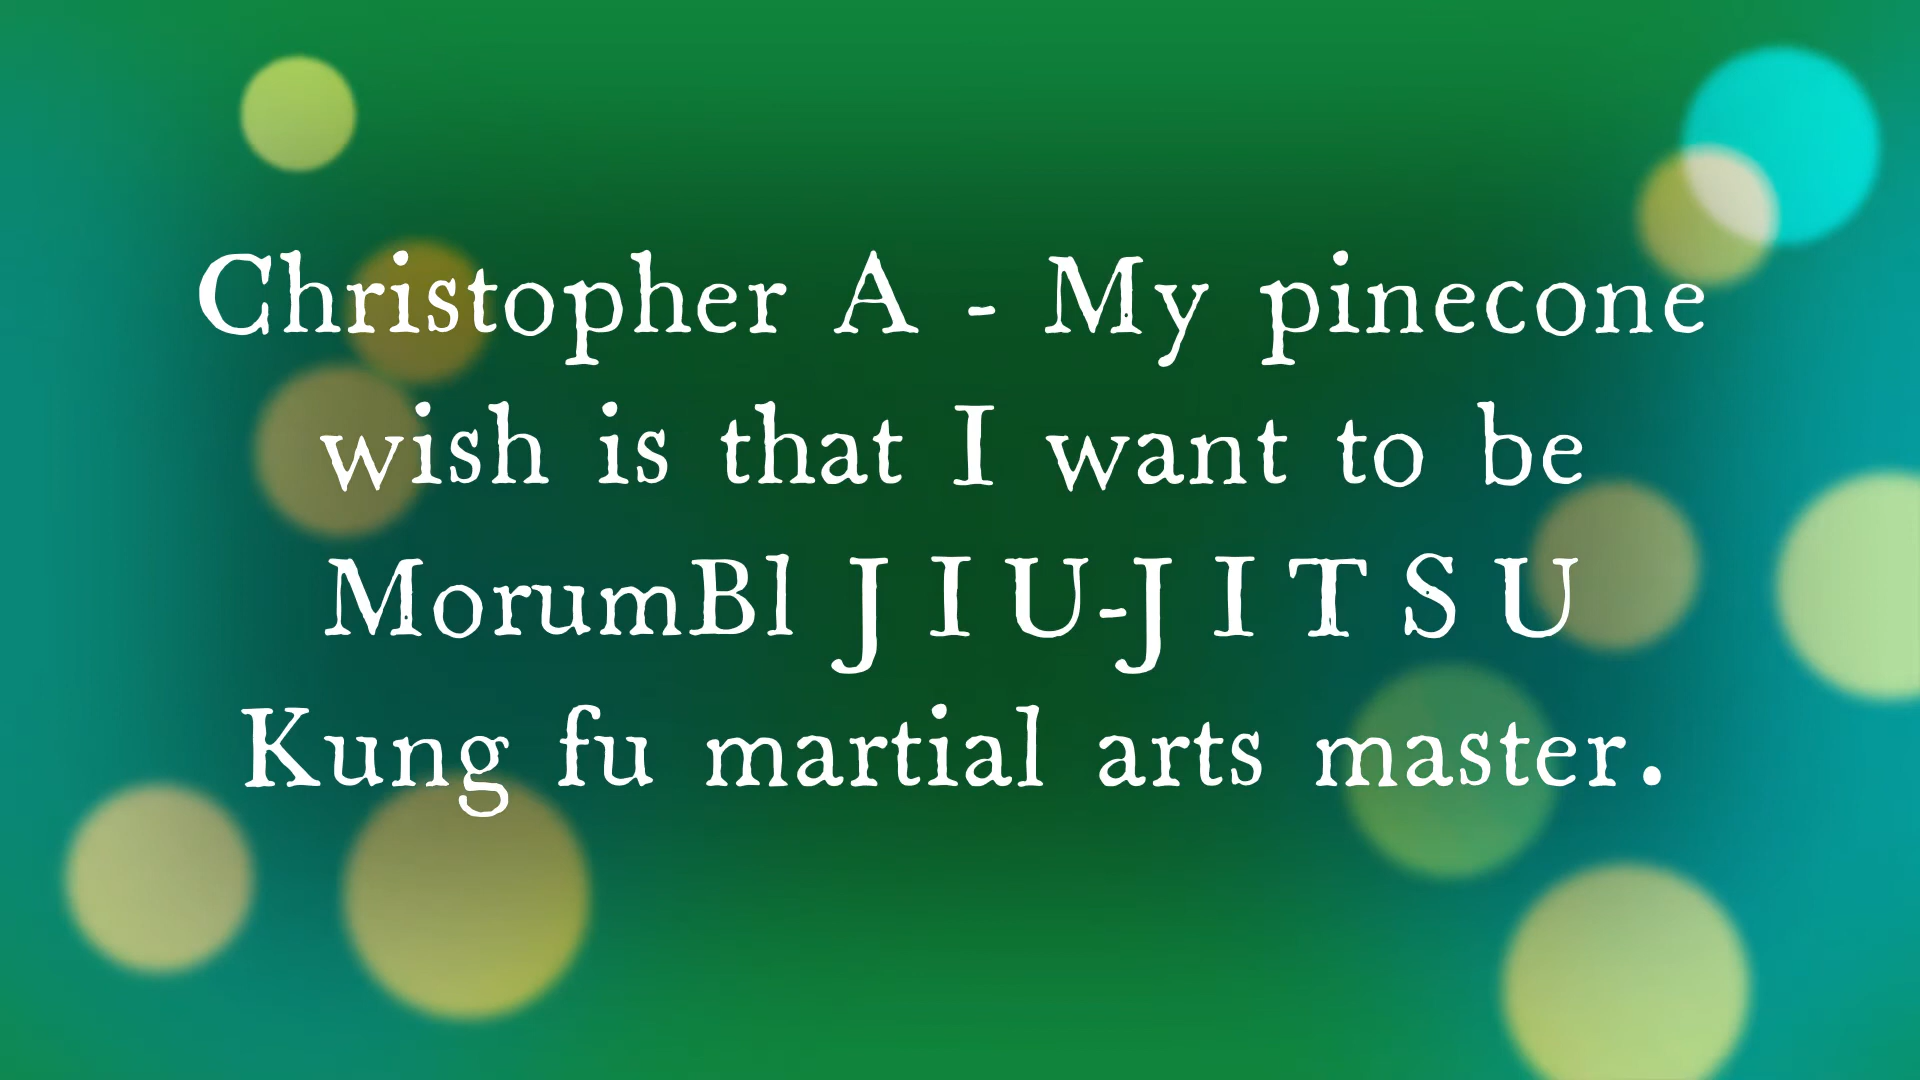 Christopher A - My pinecone
wish is that I want to be
MorumBl J I U-J I T S U
Kung fu martial arts master.